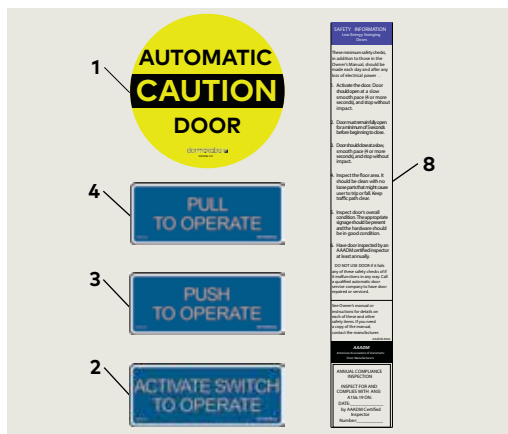 1
AUTOMATIC
CAUTION
DOOR
dormakaba
4
PULL
TO OPERATE
3
PUSH
TO OPERATE
2
ACTIVATE SWITCH
TO OPERATE
8
SAFETY INFORMATION
Low Energy Swinging
Doors
These minimum safety checks,
in addition to those in the
Owner's Manual, should be
made each day and after any
loss of electrical power . .
1. Activate the door. Door
should open at a slow
smooth pace (4 or more
seconds), and stop without
impact.
2. Door must remain fully open
for a minimum of 5 seconds
before beginning to close.
3. Door should close at a slow,
smooth pace (4 or more
seconds), and stop without
impact.
4. Inspect the floor area. It
should be clean with no
loose parts that might cause
user to trip or fall. Keep
traffic path clear.
5. Inspect door's overall
condition. The appropriate
signage should be present
and the hardware should
be in good condition.
6. Have door inspected by an
AAADM certified inspector
at least annually.
DO NOT USE DOOR if it fails
any of these safety checks of if
it malfunctions in any way. Call
a qualified automatic door
service company to have door
repaired or serviced.
See Owner's manual or
instructions for details on
each of these and other
safety items. If you need
a copy of the manual,
contact the manufacturer.
AAADM
American Association of Automatic
Door Manufacturers
ANNUAL COMPLIANCE
INSPECTION
INSPECT FOR AND
COMPLIES WITH ANSI
A156.19 ON:
DATE:____________
by AAADM Certified
Inspector
Number:__________